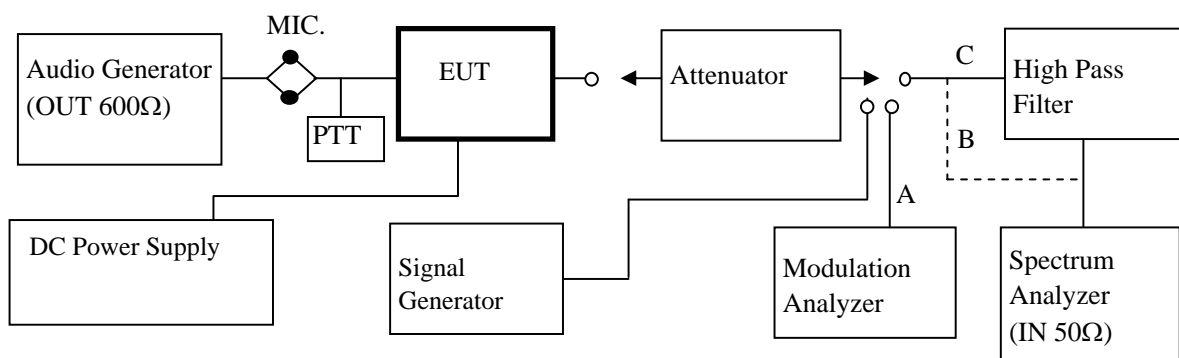 MIC.
Audio Generator
(OUT 600Ω)
EUT
Attenuator
C
High Pass
Filter
PTT
B
A
DC Power Supply
Signal
Generator
Modulation
Analyzer
Spectrum
Analyzer
(IN 50Ω)